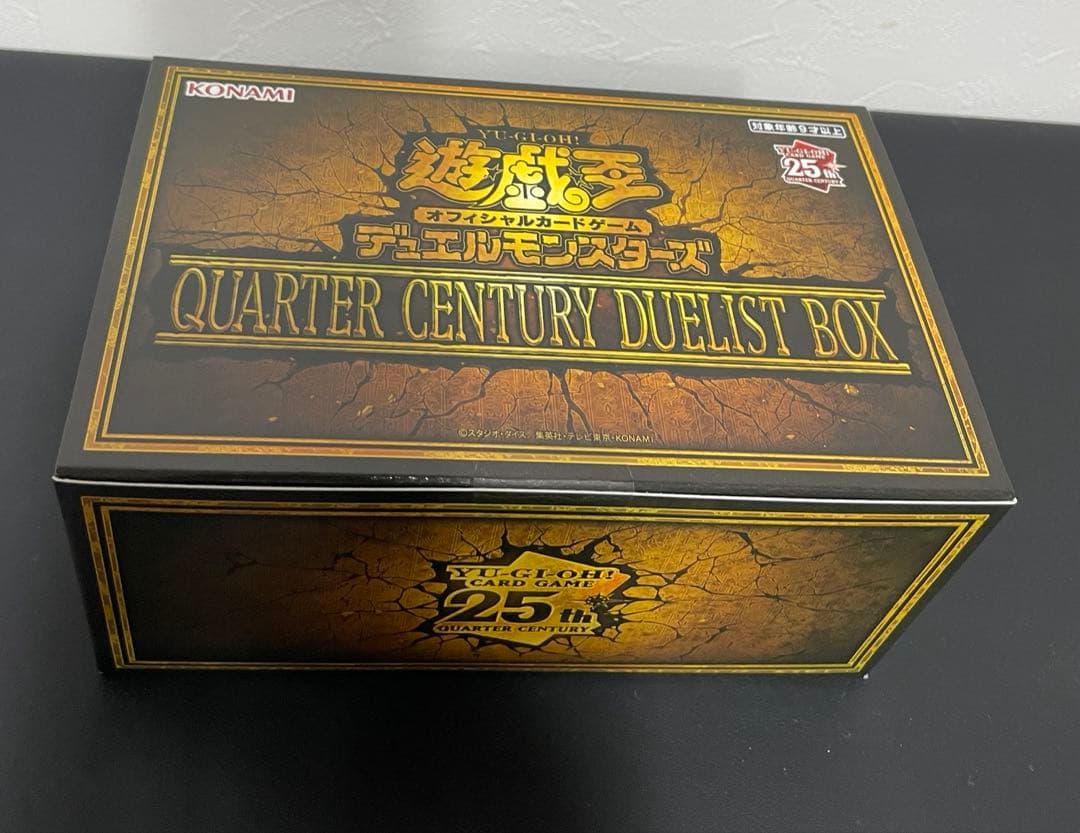 KONAMI
対象年齢9才以上
YU-GI-OH!
遊戯王
オフィシャルカードゲーム
デュエルモンスターズ
YU-GI-OH!
CARD GAME
25th
QUARTER CENTURY
QUARTER CENTURY DUELIST BOX
©スタジオ・ダイス/集英社・テレビ東京・KONAMI
YU-GI-OH!
CARD GAME
25th
QUARTER CENTURY